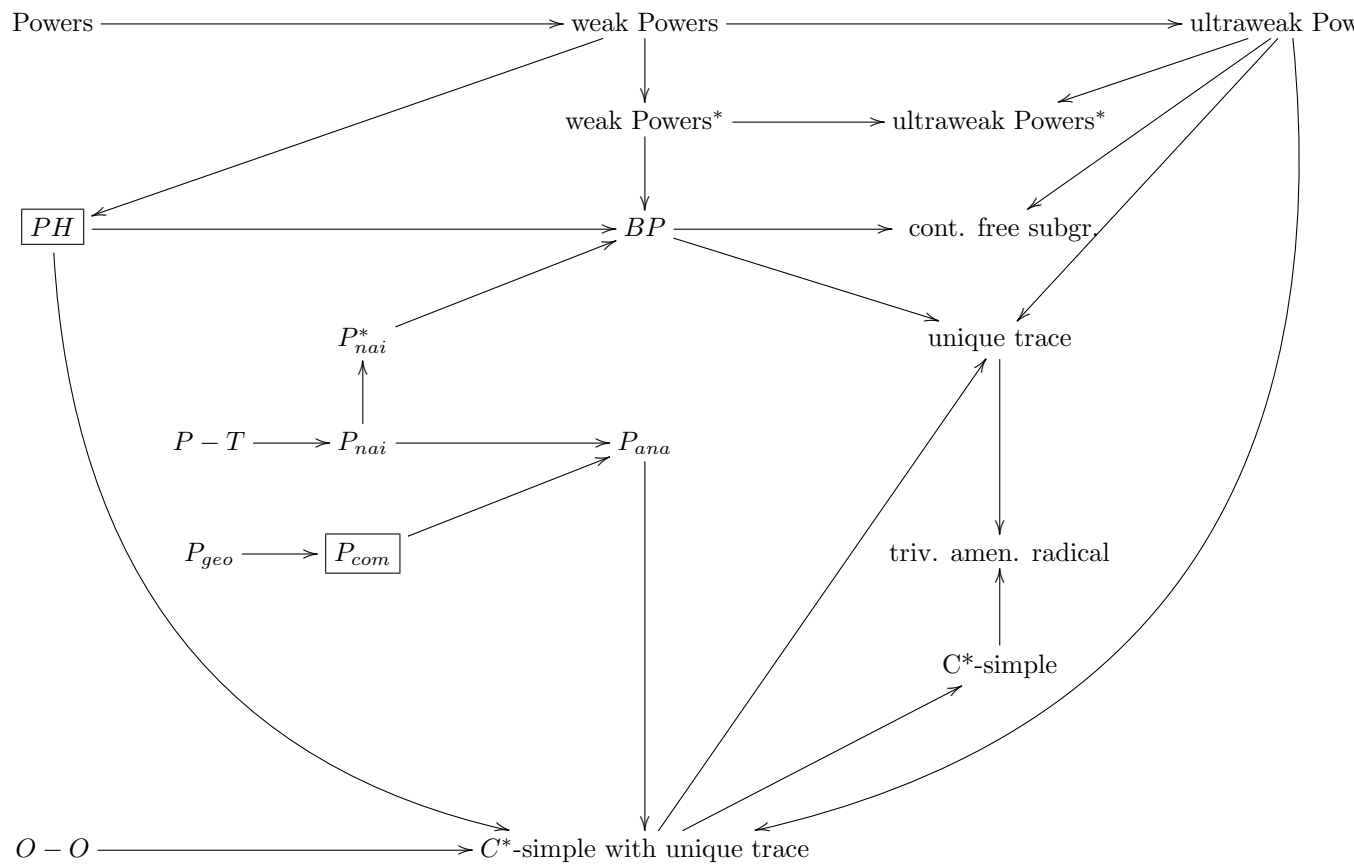 Powers weak Powers ultraweak Pow
weak Powers* ultraweak Powers*
PH BP cont. free subgr.
P*nai unique trace
P − T Pnai Pana
Pgeo Pcom triv. amen. radical
C*-simple
O − O C*-simple with unique trace